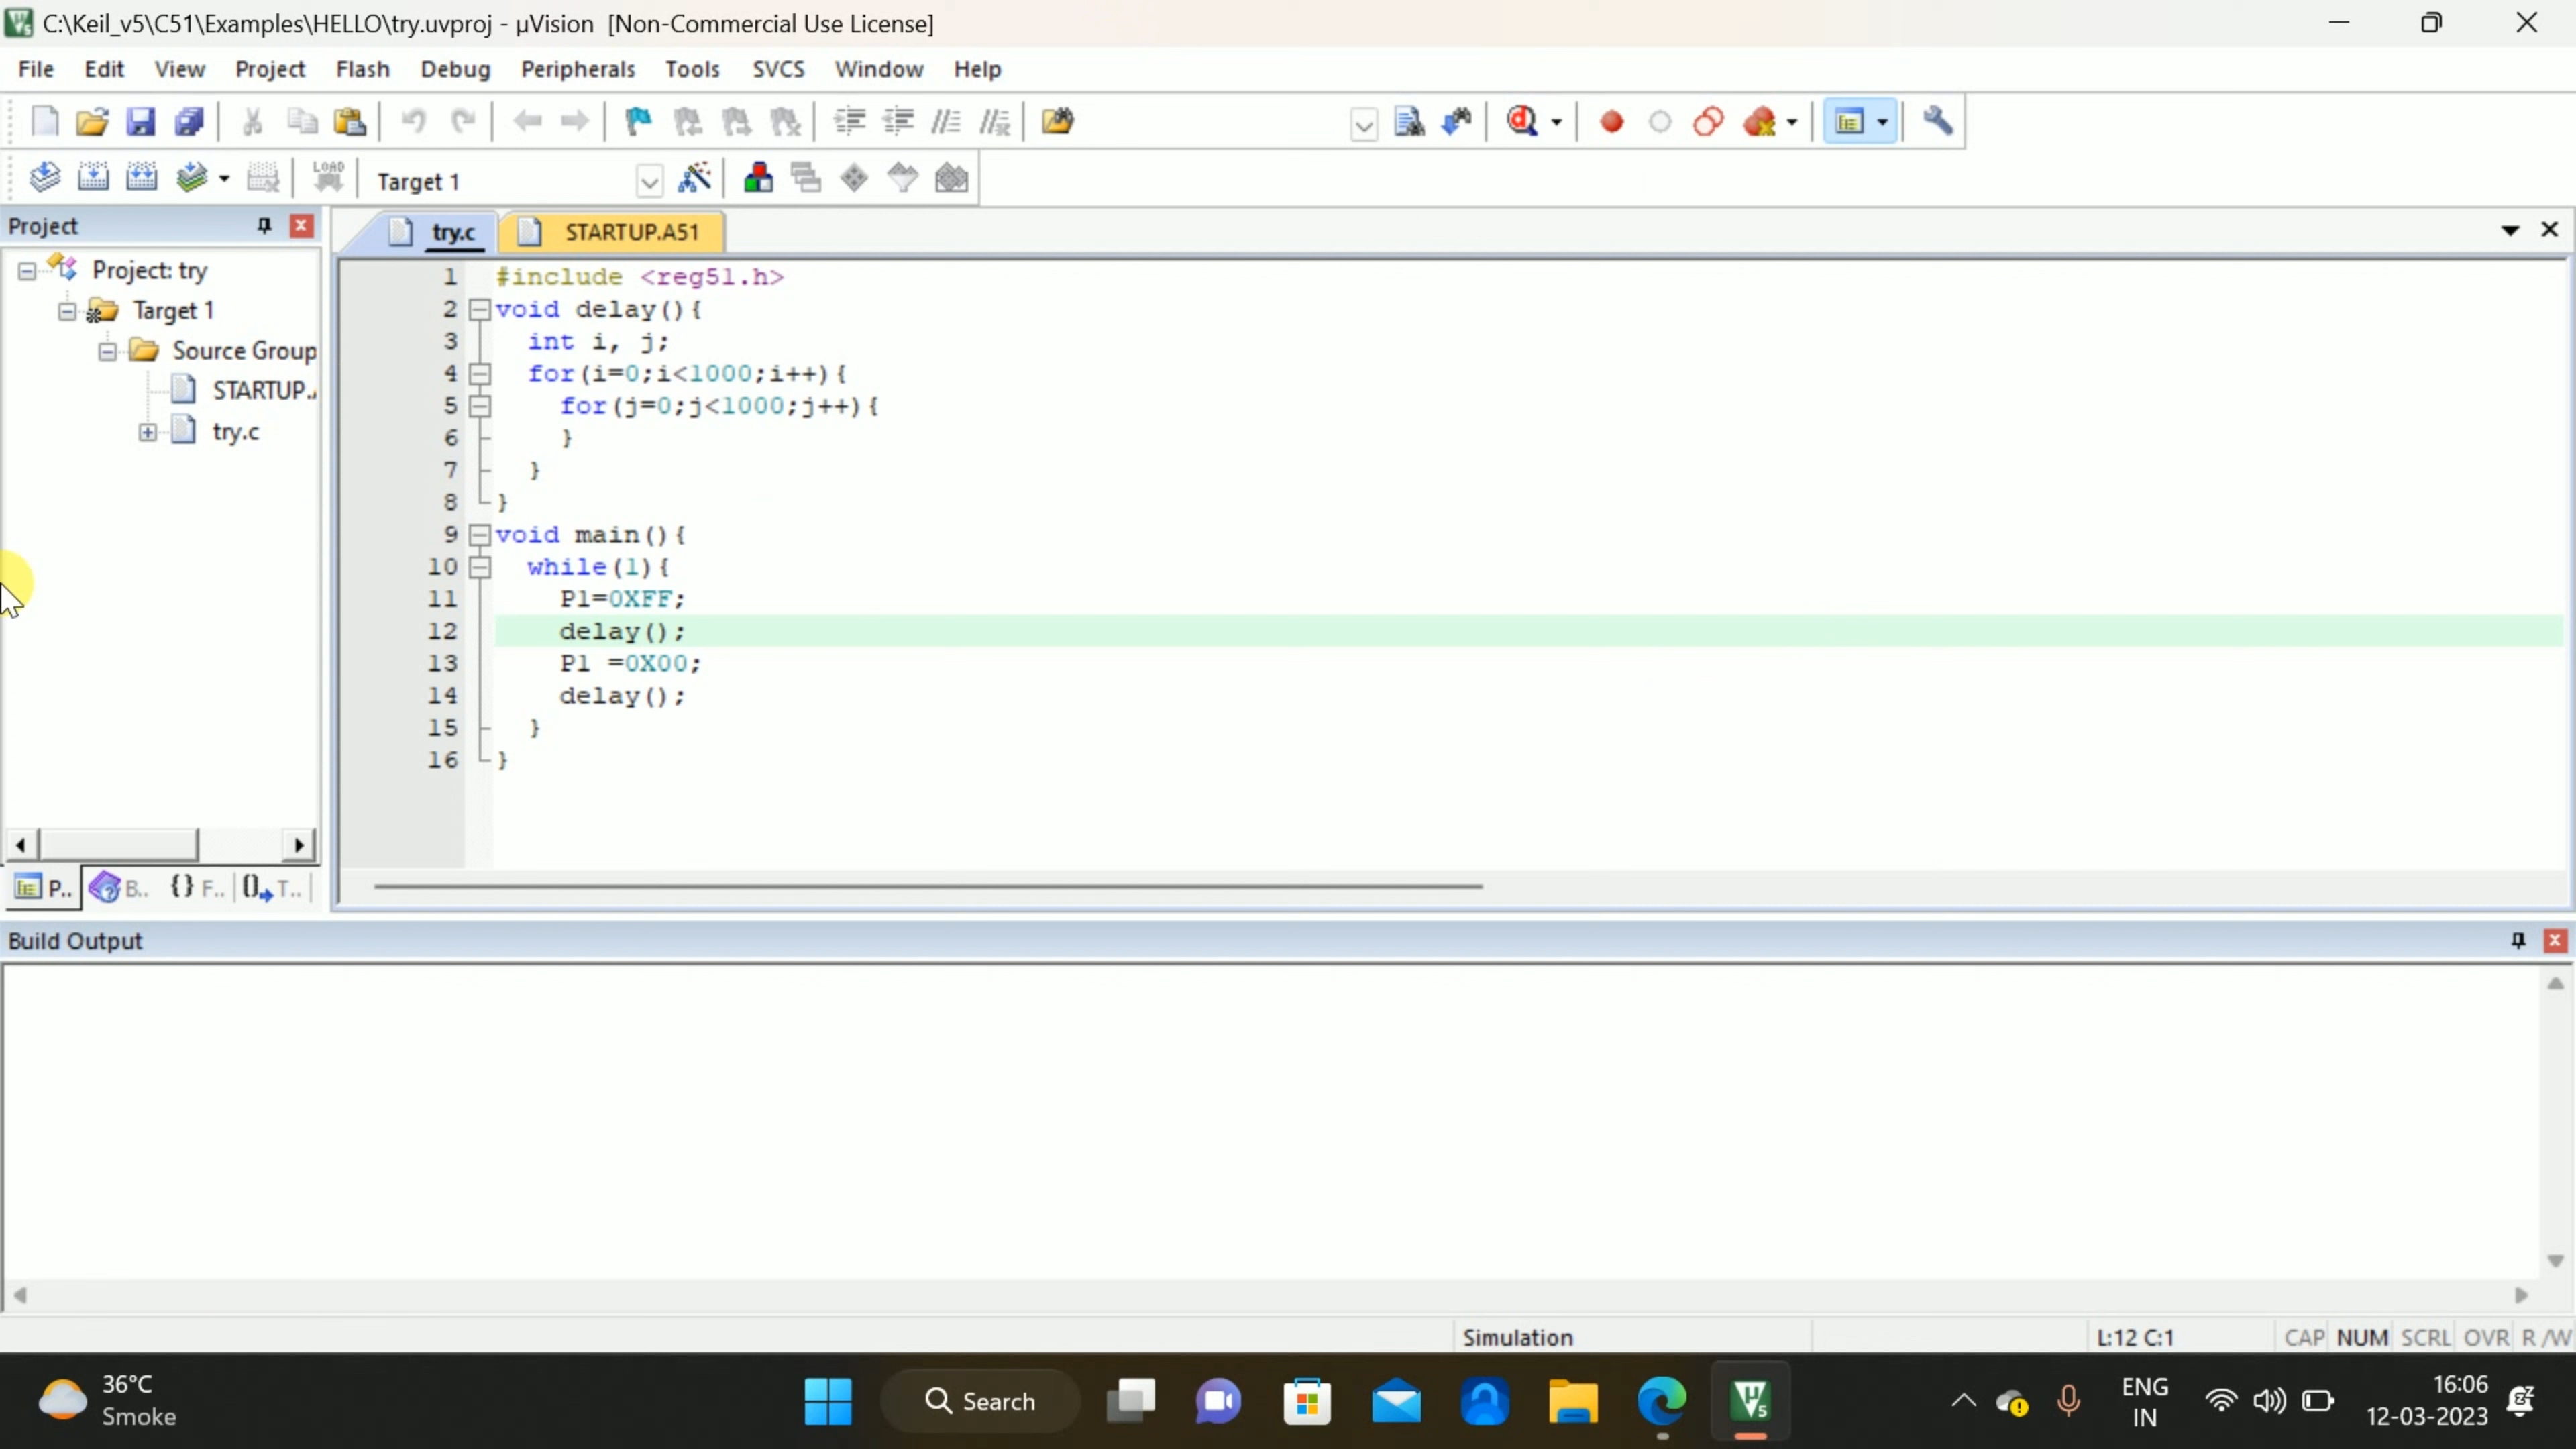 C:\Keil_v5\C51\Examples\HELLO\try.uvproj - µVision [Non-Commercial Use License]
File Edit View Project Flash Debug Peripherals Tools SVCS Window Help
LOAD Target 1
Project
try.c STARTUP.A51
Project: try
Target 1
Source Group
STARTUP.
try.c
1 #include <reg51.h>
2 void delay(){
3 int i, j;
4 for(i=0;i<1000;i++){
5 for(j=0;j<1000;j++){
6 }
7 }
8 }
9 void main(){
10 while(1){
11 P1=0XFF;
12 delay();
13 P1 =0X00;
14 delay();
15 }
16 }
P.. B.. {} F.. T..
Build Output
Simulation L:12 C:1 CAP NUM SCRL OVR R/W
36°C
Smoke
Search
ENG
IN
16:06
12-03-2023